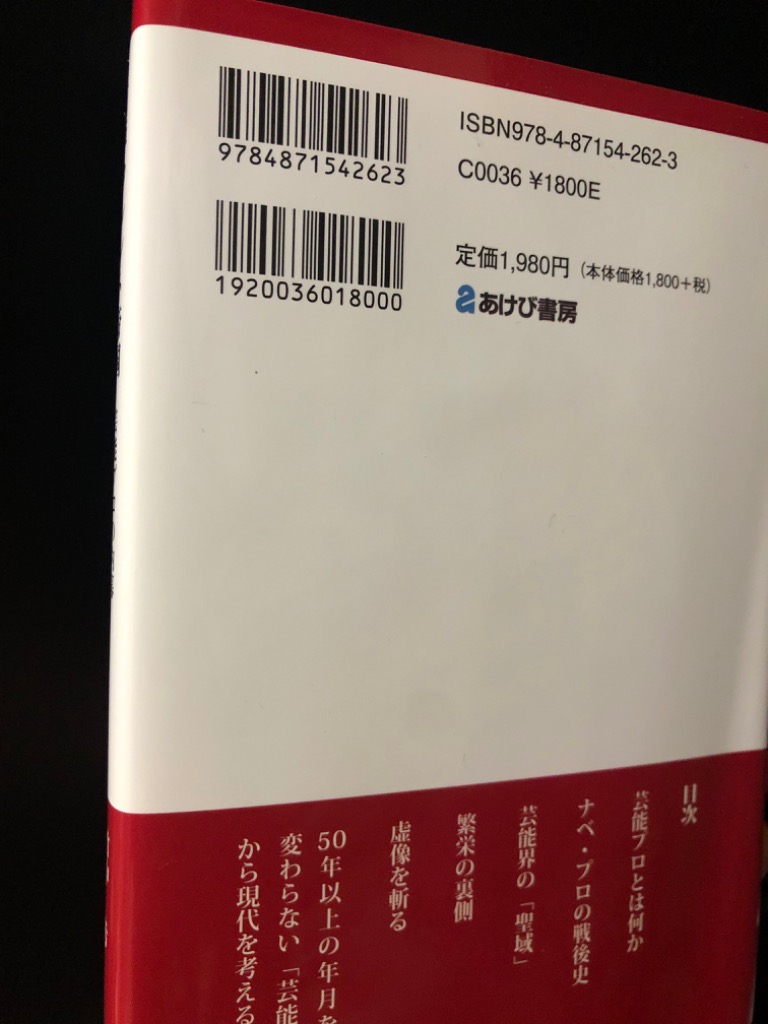 9784871542623
ISBN978-4-87154-262-3
C0036 ¥1800E
1920036018000
定価1,980円（本体価格1,800+税）
あけび書房
目次
芸能プロとは何か
ナベ・プロの戦後史
芸能界の「聖域」
繁栄の裏側
虚像を斬る
50年以上の年月を
変わらない「芸能
から現代を考える